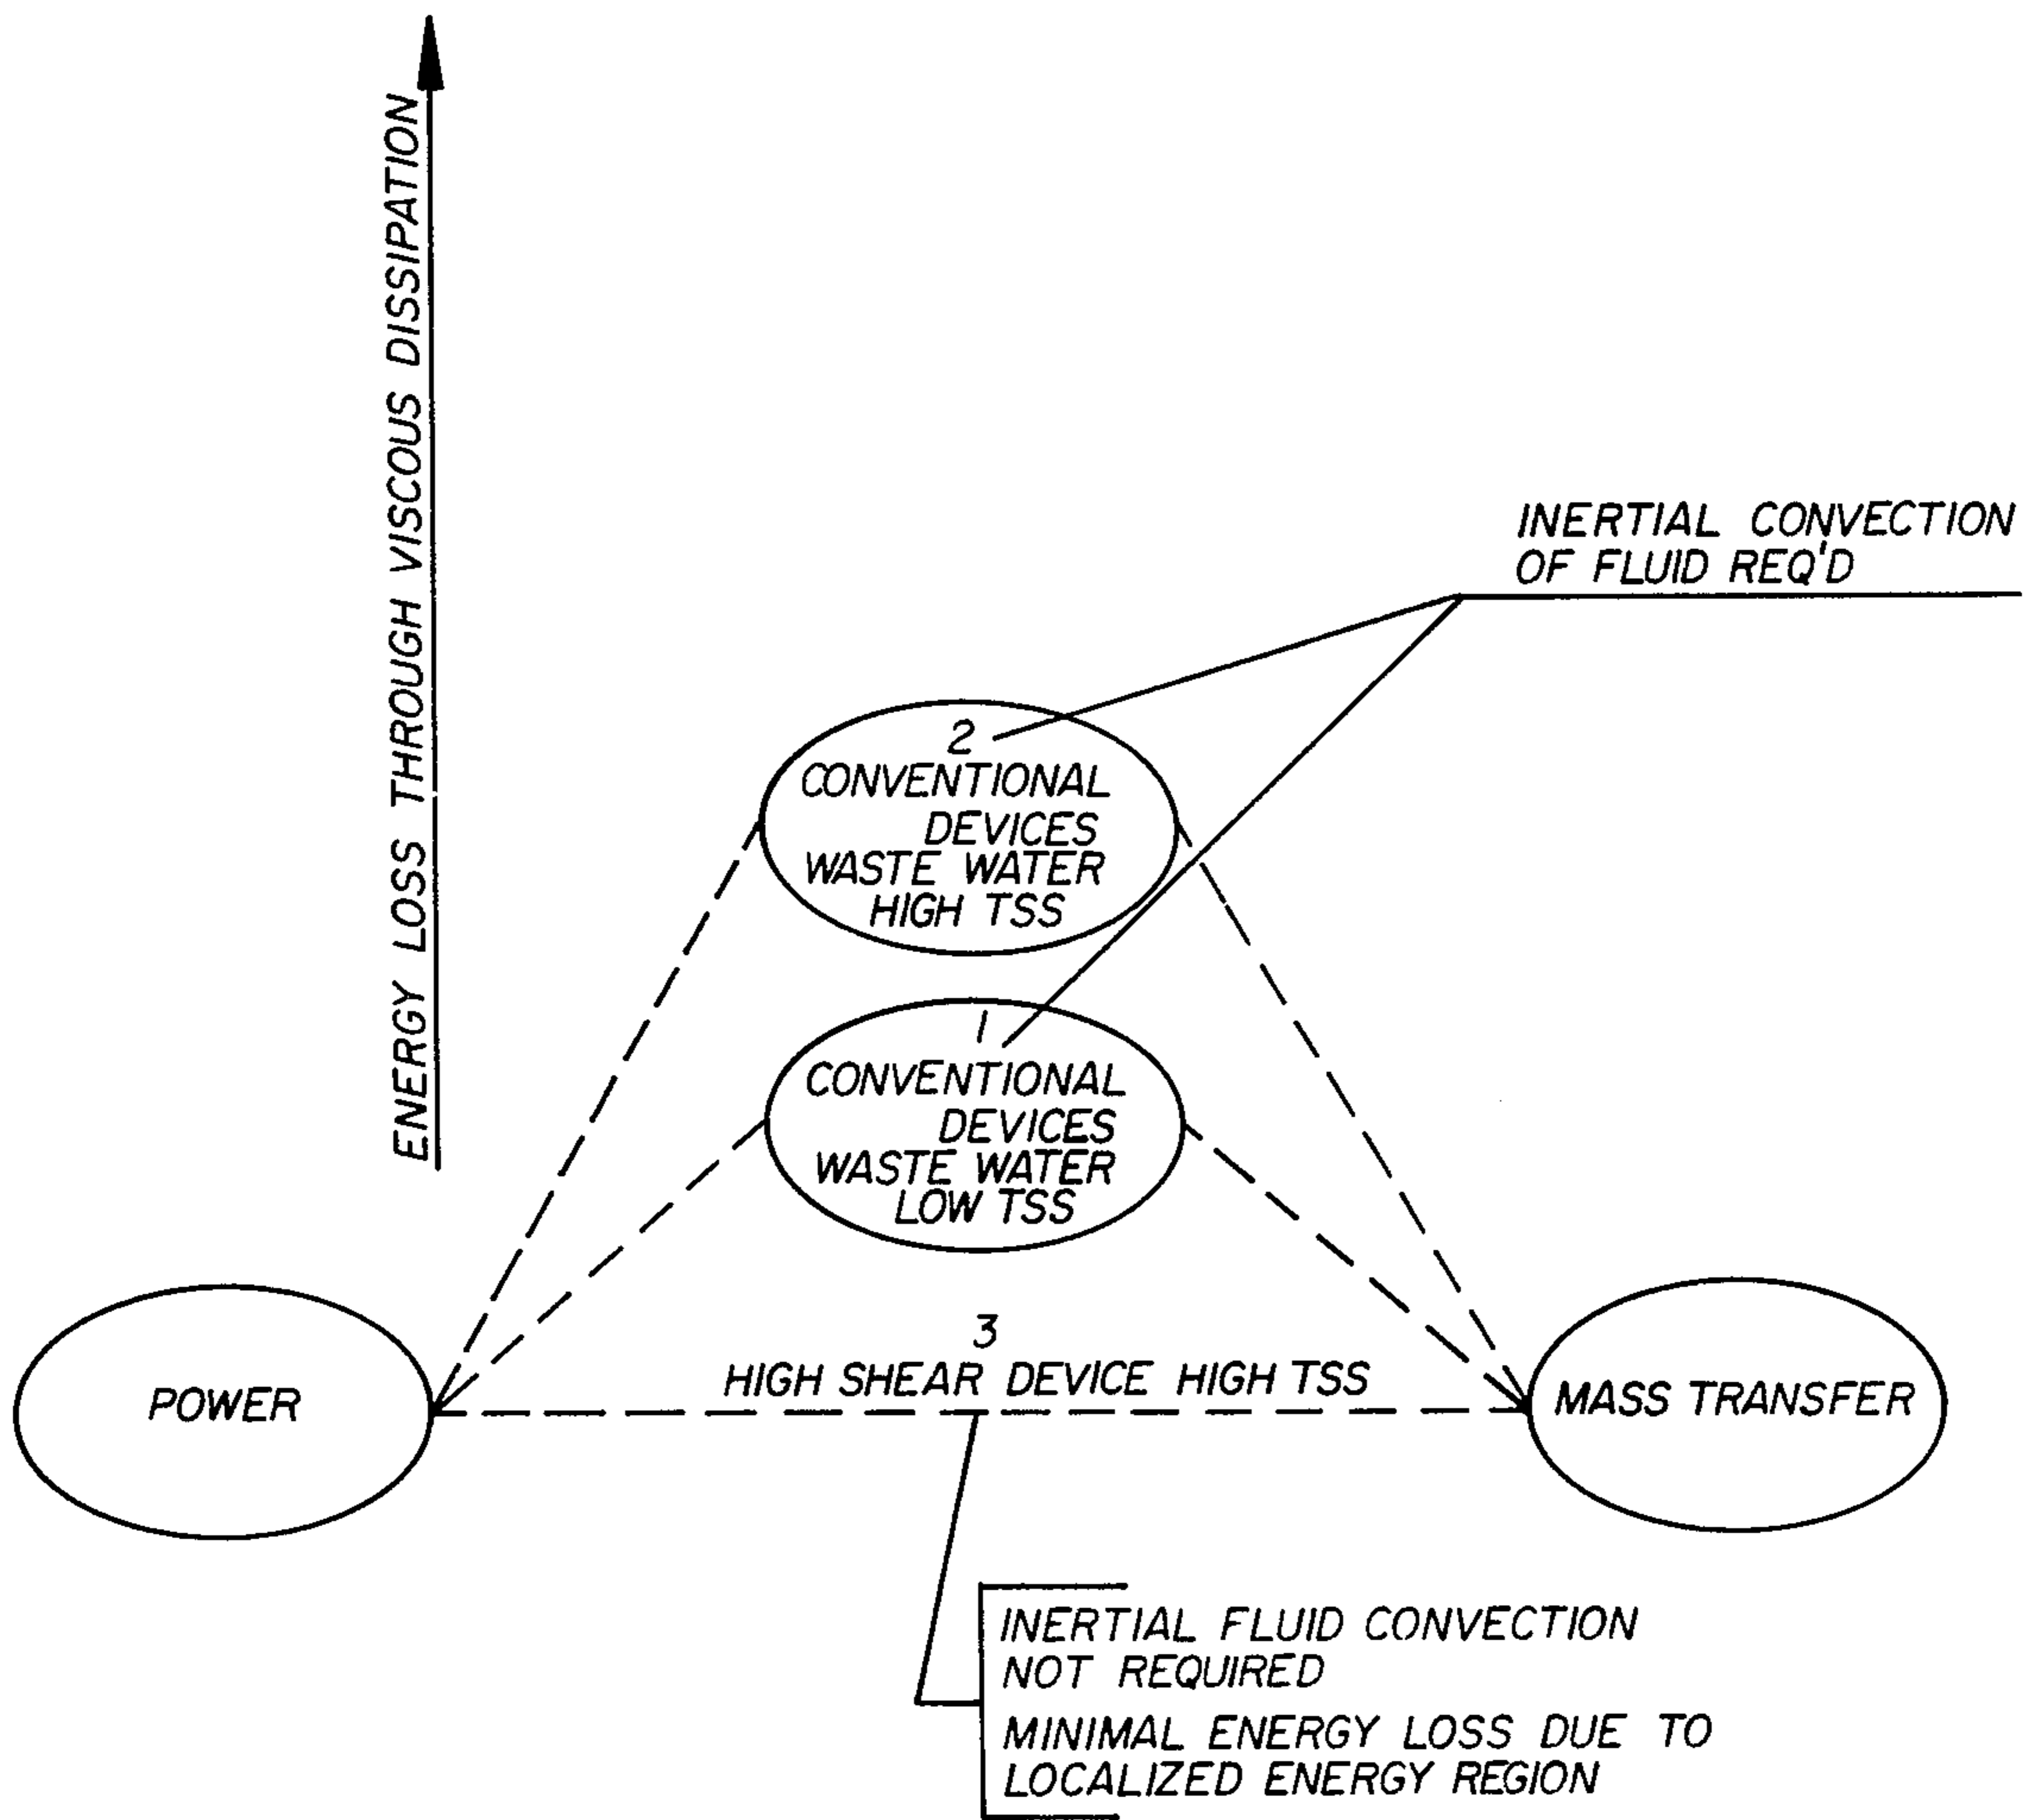 ENERGY LOSS THROUGH VISCOUS DISSIPATION
INERTIAL CONVECTION
OF FLUID REQ'D
2
CONVENTIONAL
DEVICES
WASTE WATER
HIGH TSS
1
CONVENTIONAL
DEVICES
WASTE WATER
LOW TSS
3
HIGH SHEAR DEVICE HIGH TSS
POWER
MASS TRANSFER
INERTIAL FLUID CONVECTION
NOT REQUIRED
MINIMAL ENERGY LOSS DUE TO
LOCALIZED ENERGY REGION